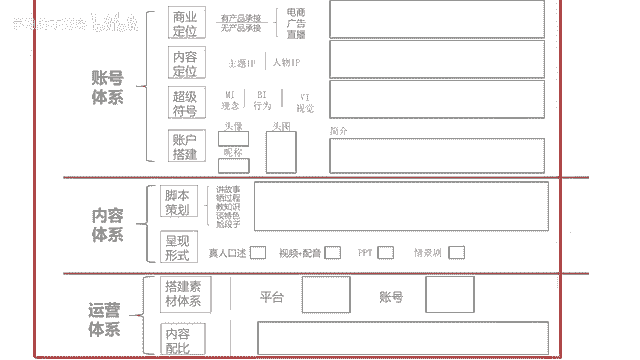 商业
定位
有产品承接
无产品承接
电商
广告
直播
账号
体系
内容
定位
主题IP
人物IP
超级
符号
MI
理念
BI
行为
VI
视觉
账户
搭建
头像
昵称
头图
简介
内容
体系
脚本
策划
讲故事
晒过程
教知识
谈特色
尬段子
呈现
形式
真人口述
视频+配音
PPT
情景剧
运营
体系
搭建素
材体系
平台
账号
内容
配比